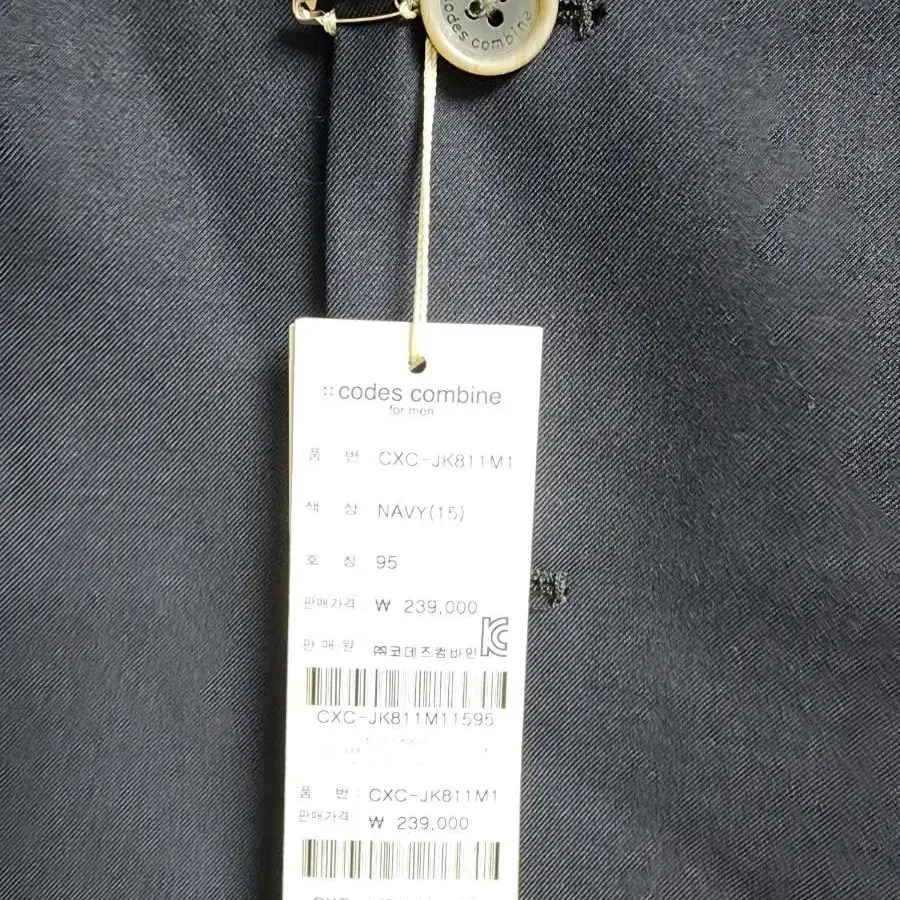 codes combine
:: codes combine
for men
품 번 CXC-JK811M1
색 상 : NAVY(15)
호 칭 95
판매가격 ₩ 239,000
판 매 원 ㈜코데즈컴바인
CXC-JK811M11595
품 번 : CXC-JK811M1
판매가격 ₩ 239,000